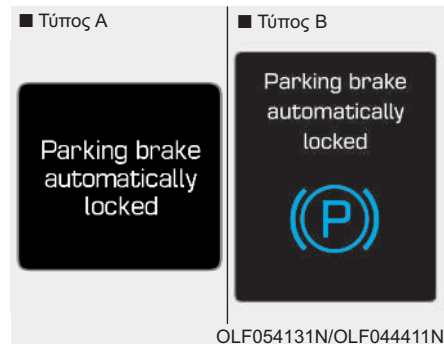 ■ Τύπος A
Parking brake
automatically
locked
■ Τύπος B
Parking brake
automatically
locked
P
OLF054131N/OLF044411N